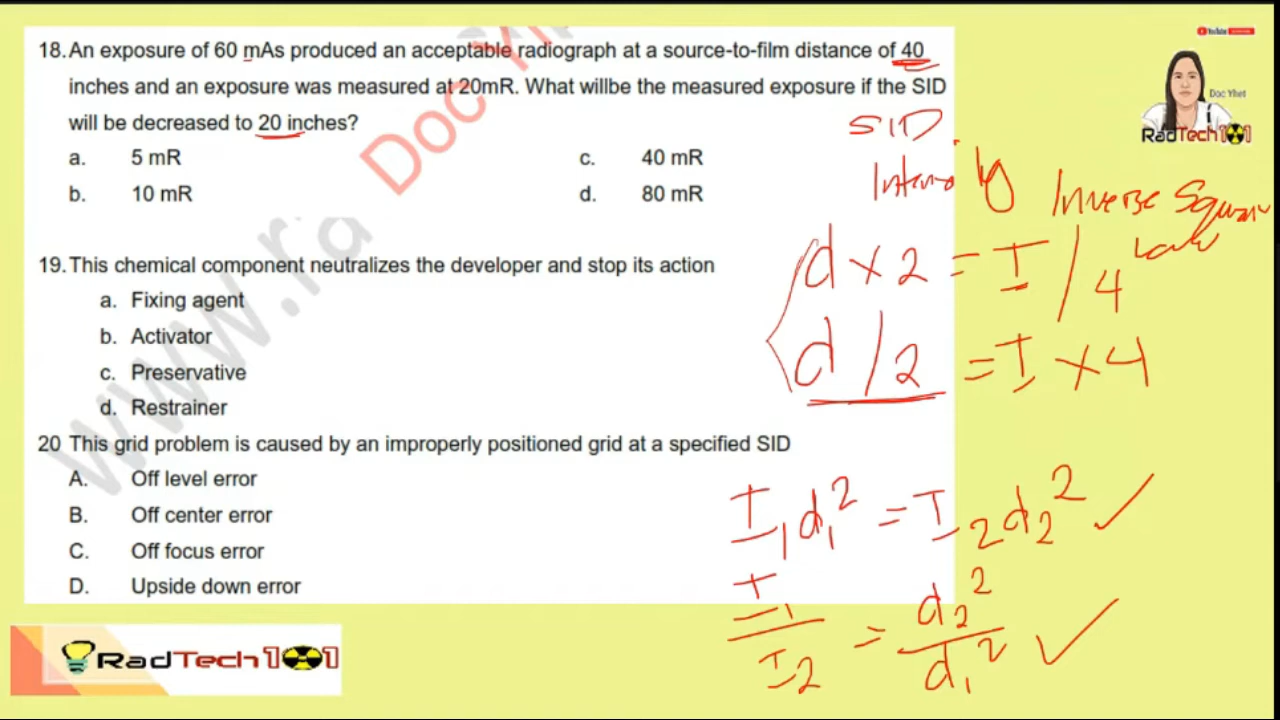 18. An exposure of 60 mAs produced an acceptable radiograph at a source-to-film distance of 40
inches and an exposure was measured at 20mR. What willbe the measured exposure if the SID
will be decreased to 20 inches?
a. 5 mR
c. 40 mR
b. 10 mR
d. 80 mR
19. This chemical component neutralizes the developer and stop its action
a. Fixing agent
b. Activator
c. Preservative
d. Restrainer
20 This grid problem is caused by an improperly positioned grid at a specified SID
A. Off level error
B. Off center error
C. Off focus error
D. Upside down error
YouTube
Doc Yhet
RadTech101
SID
Intensity
Inverse Square
Law
d x 2 = I / 4
d / 2 = I x 4
I₁d₁² = I₂d₂² ✓
I₁/I₂ = d₂²/d₁² ✓
RadTech101
www.ra
Doc Y